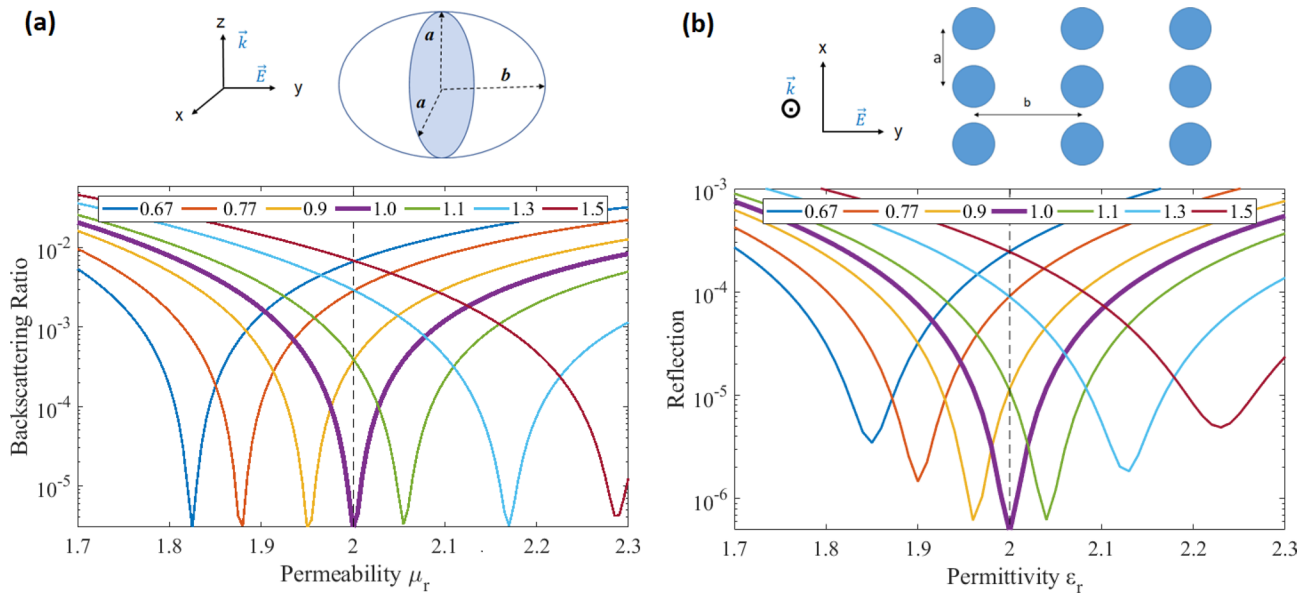 (a)
z
k⃗
E⃗
y
x
a
b
a
0.67 0.77 0.9 1.0 1.1 1.3 1.5
Backscattering Ratio
10⁻²
10⁻³
10⁻⁴
10⁻⁵
1.7 1.8 1.9 2 2.1 2.2 2.3
Permeability μᵣ
(b)
x
k⃗
E⃗
y
a
b
0.67 0.77 0.9 1.0 1.1 1.3 1.5
Reflection
10⁻³
10⁻⁴
10⁻⁵
10⁻⁶
1.7 1.8 1.9 2 2.1 2.2 2.3
Permittivity εᵣ